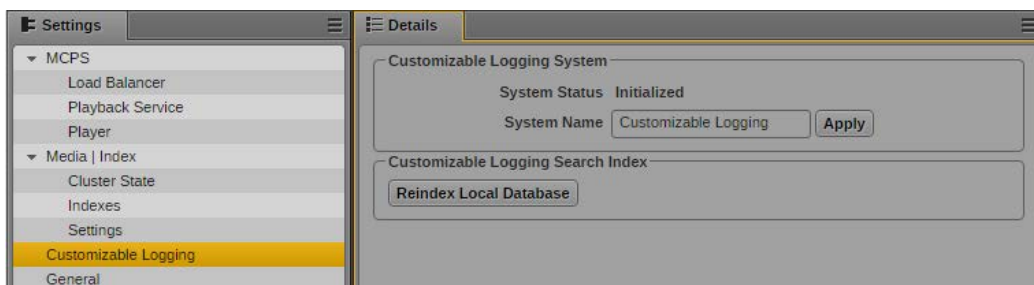 Settings
MCPS
Load Balancer
Playback Service
Player
Media | Index
Cluster State
Indexes
Settings
Customizable Logging
General
Details
Customizable Logging System
System Status Initialized
System Name Customizable Logging Apply
Customizable Logging Search Index
Reindex Local Database